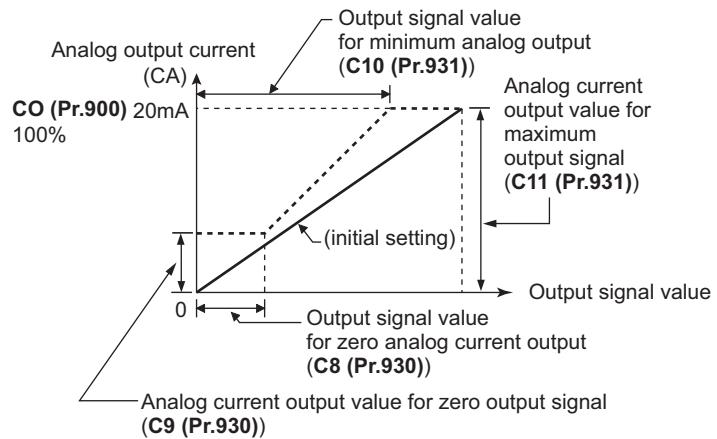 Output signal value
for minimum analog output
(C10 (Pr.931))
Analog output current
(CA)
Analog current
output value for
maximum
output signal
(C11 (Pr.931))
C0 (Pr.900) 20mA
100%
(initial setting)
0
Output signal value
Output signal value
for zero analog current output
(C8 (Pr.930))
Analog current output value for zero output signal
(C9 (Pr.930))